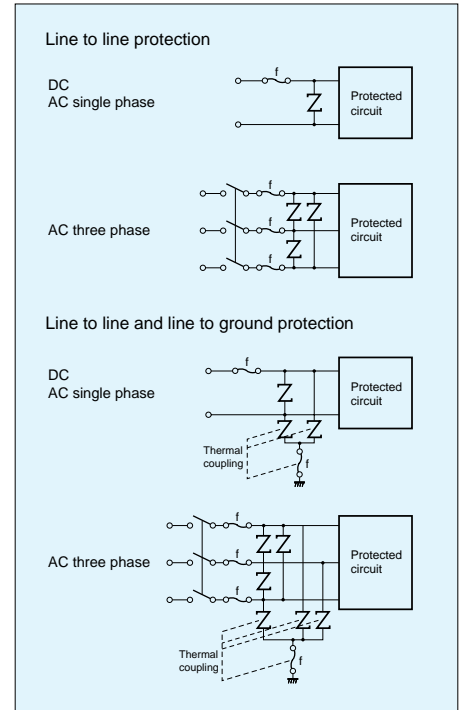 Line to line protection
DC
AC single phase
f
Protected
circuit
AC three phase
f
f
f
Protected
circuit
Line to line and line to ground protection
DC
AC single phase
f
Protected
circuit
Thermal
coupling
f
AC three phase
f
f
f
Protected
circuit
Thermal
coupling
f